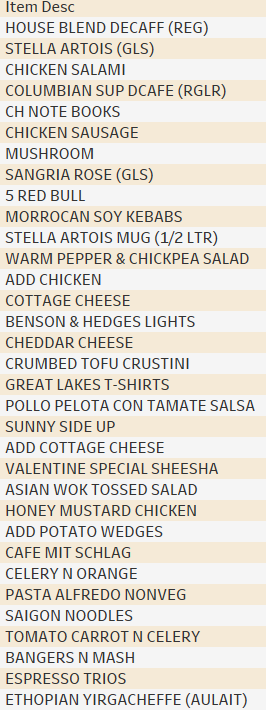 Item Desc
HOUSE BLEND DECAFF (REG)
STELLA ARTOIS (GLS)
CHICKEN SALAMI
COLUMBIAN SUP DCAFE (RGLR)
CH NOTE BOOKS
CHICKEN SAUSAGE
MUSHROOM
SANGRIA ROSE (GLS)
5 RED BULL
MORROCAN SOY KEBABS
STELLA ARTOIS MUG (1/2 LTR)
WARM PEPPER & CHICKPEA SALAD
ADD CHICKEN
COTTAGE CHEESE
BENSON & HEDGES LIGHTS
CHEDDAR CHEESE
CRUMBED TOFU CRUSTINI
GREAT LAKES T-SHIRTS
POLLO PELOTA CON TAMATE SALSA
SUNNY SIDE UP
ADD COTTAGE CHEESE
VALENTINE SPECIAL SHEESHA
ASIAN WOK TOSSED SALAD
HONEY MUSTARD CHICKEN
ADD POTATO WEDGES
CAFE MIT SCHLAG
CELERY N ORANGE
PASTA ALFREDO NONVEG
SAIGON NOODLES
TOMATO CARROT N CELERY
BANGERS N MASH
ESPRESSO TRIOS
ETHOPIAN YIRGACHEFFE (AULAIT)